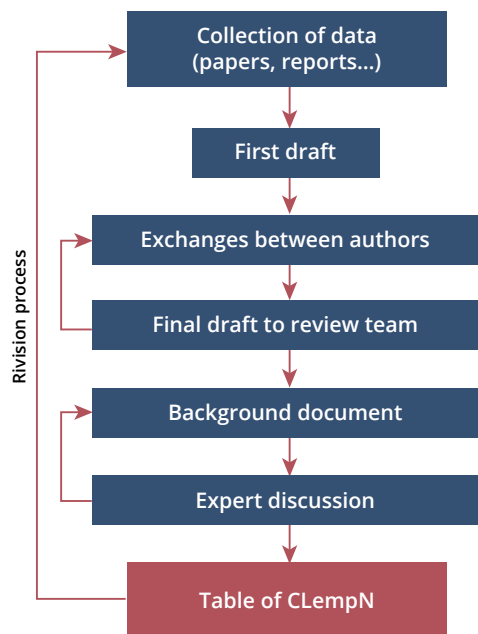 Collection of data
(papers, reports...)
First draft
Exchanges between authors
Final draft to review team
Rivision process
Background document
Expert discussion
Table of CLempN